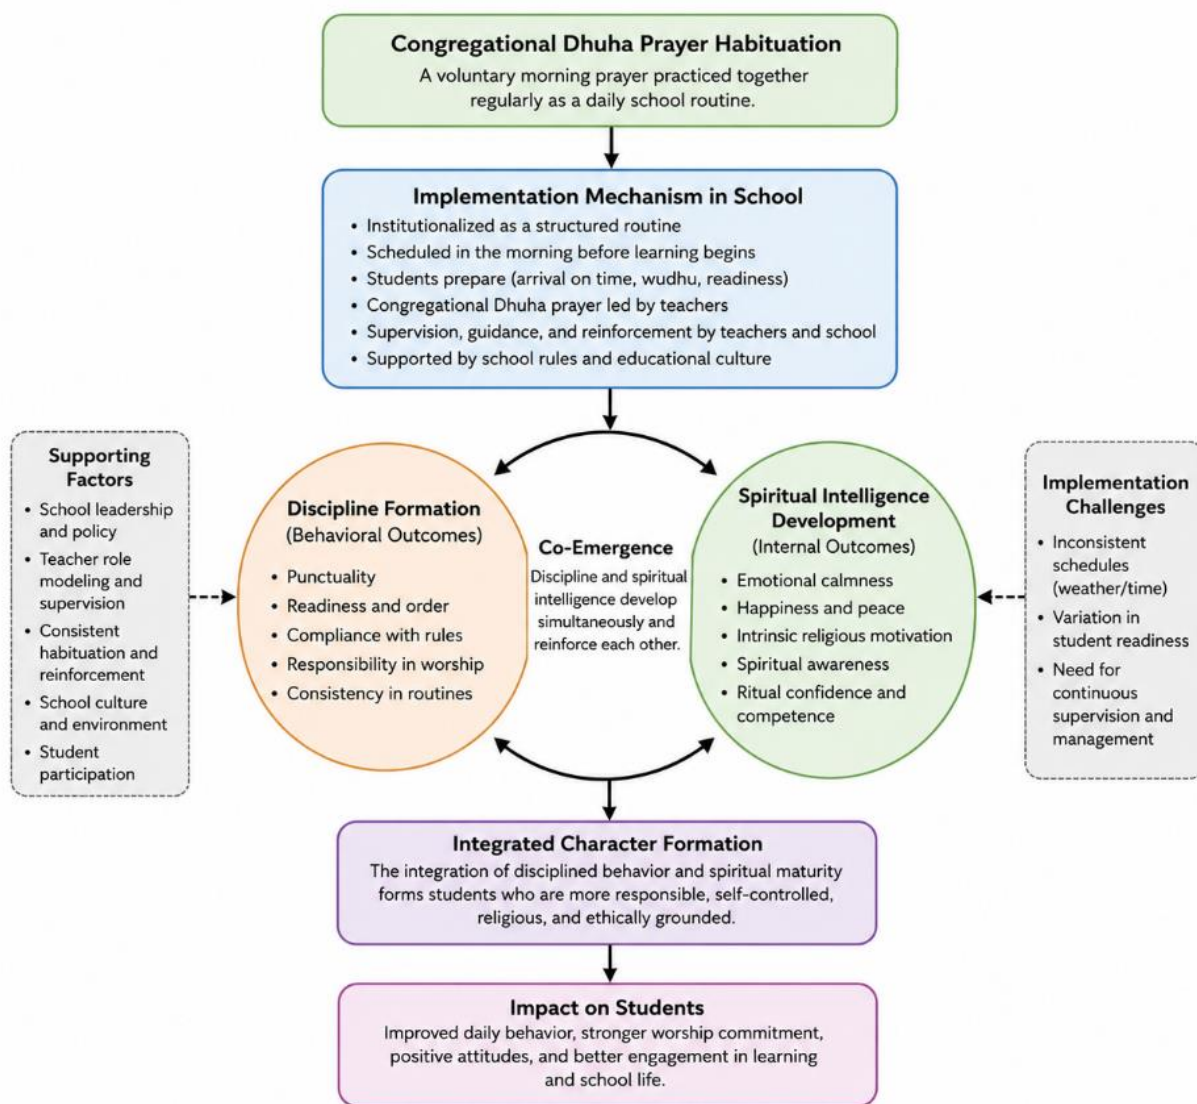 Congregational Dhuha Prayer Habituation
A voluntary morning prayer practiced together
regularly as a daily school routine.
Implementation Mechanism in School
• Institutionalized as a structured routine
• Scheduled in the morning before learning begins
• Students prepare (arrival on time, wudhu, readiness)
• Congregational Dhuha prayer led by teachers
• Supervision, guidance, and reinforcement by teachers and school
• Supported by school rules and educational culture
Supporting
Factors
• School leadership
and policy
• Teacher role
modeling and
supervision
• Consistent
habituation and
reinforcement
• School culture
and environment
• Student
participation
Discipline Formation
(Behavioral Outcomes)
• Punctuality
• Readiness and order
• Compliance with rules
• Responsibility in worship
• Consistency in routines
Co-Emergence
Discipline and spiritual
intelligence develop
simultaneously and
reinforce each other.
Spiritual Intelligence
Development
(Internal Outcomes)
• Emotional calmness
• Happiness and peace
• Intrinsic religious motivation
• Spiritual awareness
• Ritual confidence and
competence
Implementation
Challenges
• Inconsistent
schedules
(weather/time)
• Variation in
student readiness
• Need for
continuous
supervision and
management
Integrated Character Formation
The integration of disciplined behavior and spiritual maturity
forms students who are more responsible, self-controlled,
religious, and ethically grounded.
Impact on Students
Improved daily behavior, stronger worship commitment,
positive attitudes, and better engagement in learning
and school life.